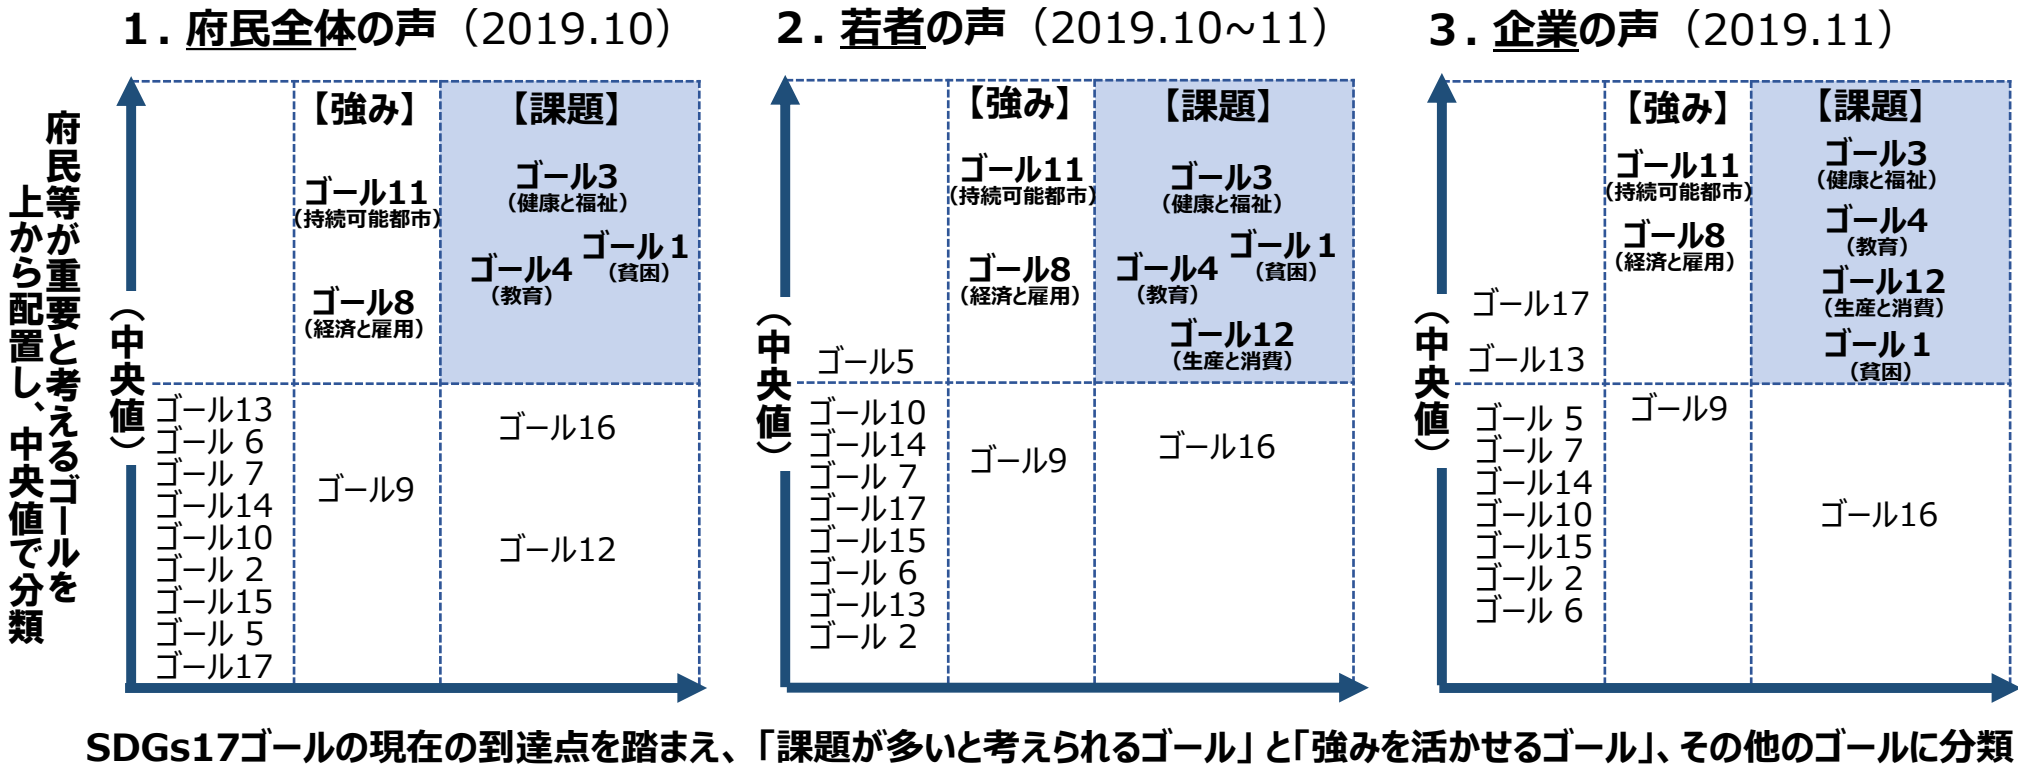 1. 府民全体の声（2019.10）
府民等が重要と考えるゴールを
上から配置し、中央値で分類
（中央値）
【強み】
ゴール11
（持続可能都市）
ゴール8
（経済と雇用）
【課題】
ゴール3
（健康と福祉）
ゴール１
（貧困）
ゴール4
（教育）
ゴール13
ゴール 6
ゴール 7
ゴール14
ゴール10
ゴール 2
ゴール15
ゴール 5
ゴール17
ゴール9
ゴール16
ゴール12
2. 若者の声（2019.10~11）
（中央値）
ゴール5
【強み】
ゴール11
（持続可能都市）
ゴール8
（経済と雇用）
【課題】
ゴール3
（健康と福祉）
ゴール１
（貧困）
ゴール4
（教育）
ゴール12
（生産と消費）
ゴール10
ゴール14
ゴール 7
ゴール17
ゴール15
ゴール 6
ゴール13
ゴール 2
ゴール9
ゴール16
3. 企業の声（2019.11）
（中央値）
ゴール17
ゴール13
【強み】
ゴール11
（持続可能都市）
ゴール8
（経済と雇用）
【課題】
ゴール3
（健康と福祉）
ゴール4
（教育）
ゴール12
（生産と消費）
ゴール１
（貧困）
ゴール 5
ゴール 7
ゴール14
ゴール10
ゴール15
ゴール 2
ゴール 6
ゴール9
ゴール16
SDGs17ゴールの現在の到達点を踏まえ、「課題が多いと考えられるゴール」と「強みを活かせるゴール」、その他のゴールに分類